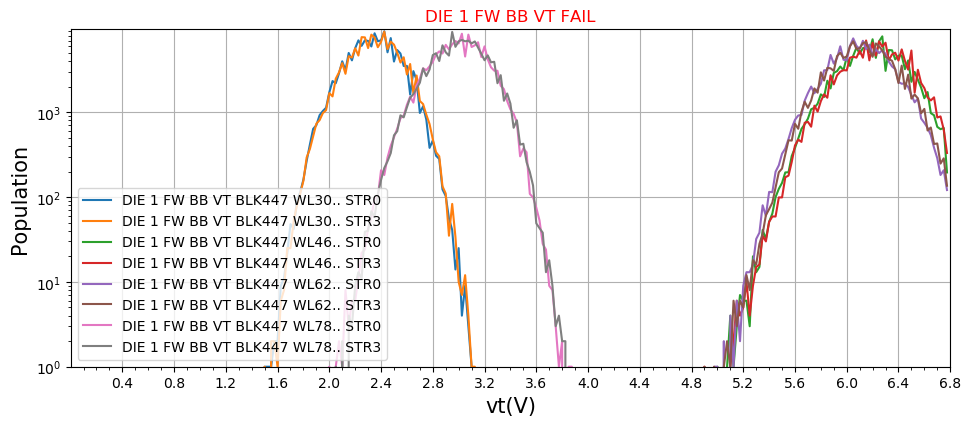 DIE 1 FW BB VT FAIL
Population
10^3
10^2
10^1
10^0
DIE 1 FW BB VT BLK447 WL30.. STR0
DIE 1 FW BB VT BLK447 WL30.. STR3
DIE 1 FW BB VT BLK447 WL46.. STR0
DIE 1 FW BB VT BLK447 WL46.. STR3
DIE 1 FW BB VT BLK447 WL62.. STR0
DIE 1 FW BB VT BLK447 WL62.. STR3
DIE 1 FW BB VT BLK447 WL78.. STR0
DIE 1 FW BB VT BLK447 WL78.. STR3
0.4 0.8 1.2 1.6 2.0 2.4 2.8 3.2 3.6 4.0 4.4 4.8 5.2 5.6 6.0 6.4 6.8
vt(V)